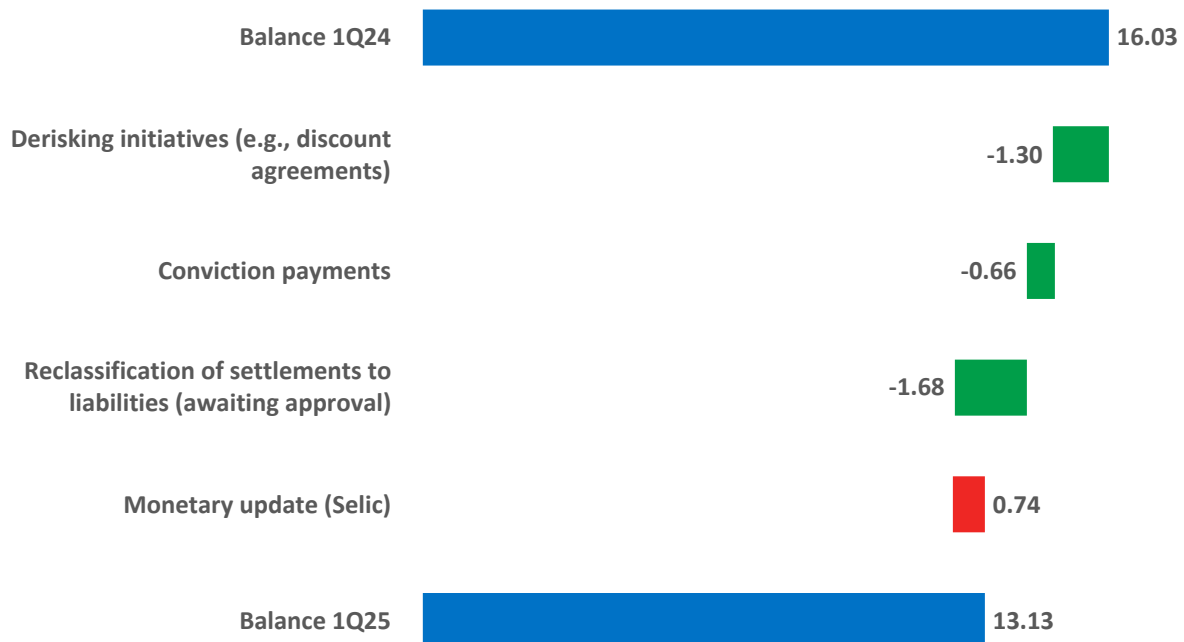 Balance 1Q24
16.03
Derisking initiatives (e.g., discount
agreements)
-1.30
Conviction payments
-0.66
Reclassification of settlements to
liabilities (awaiting approval)
-1.68
Monetary update (Selic)
0.74
Balance 1Q25
13.13